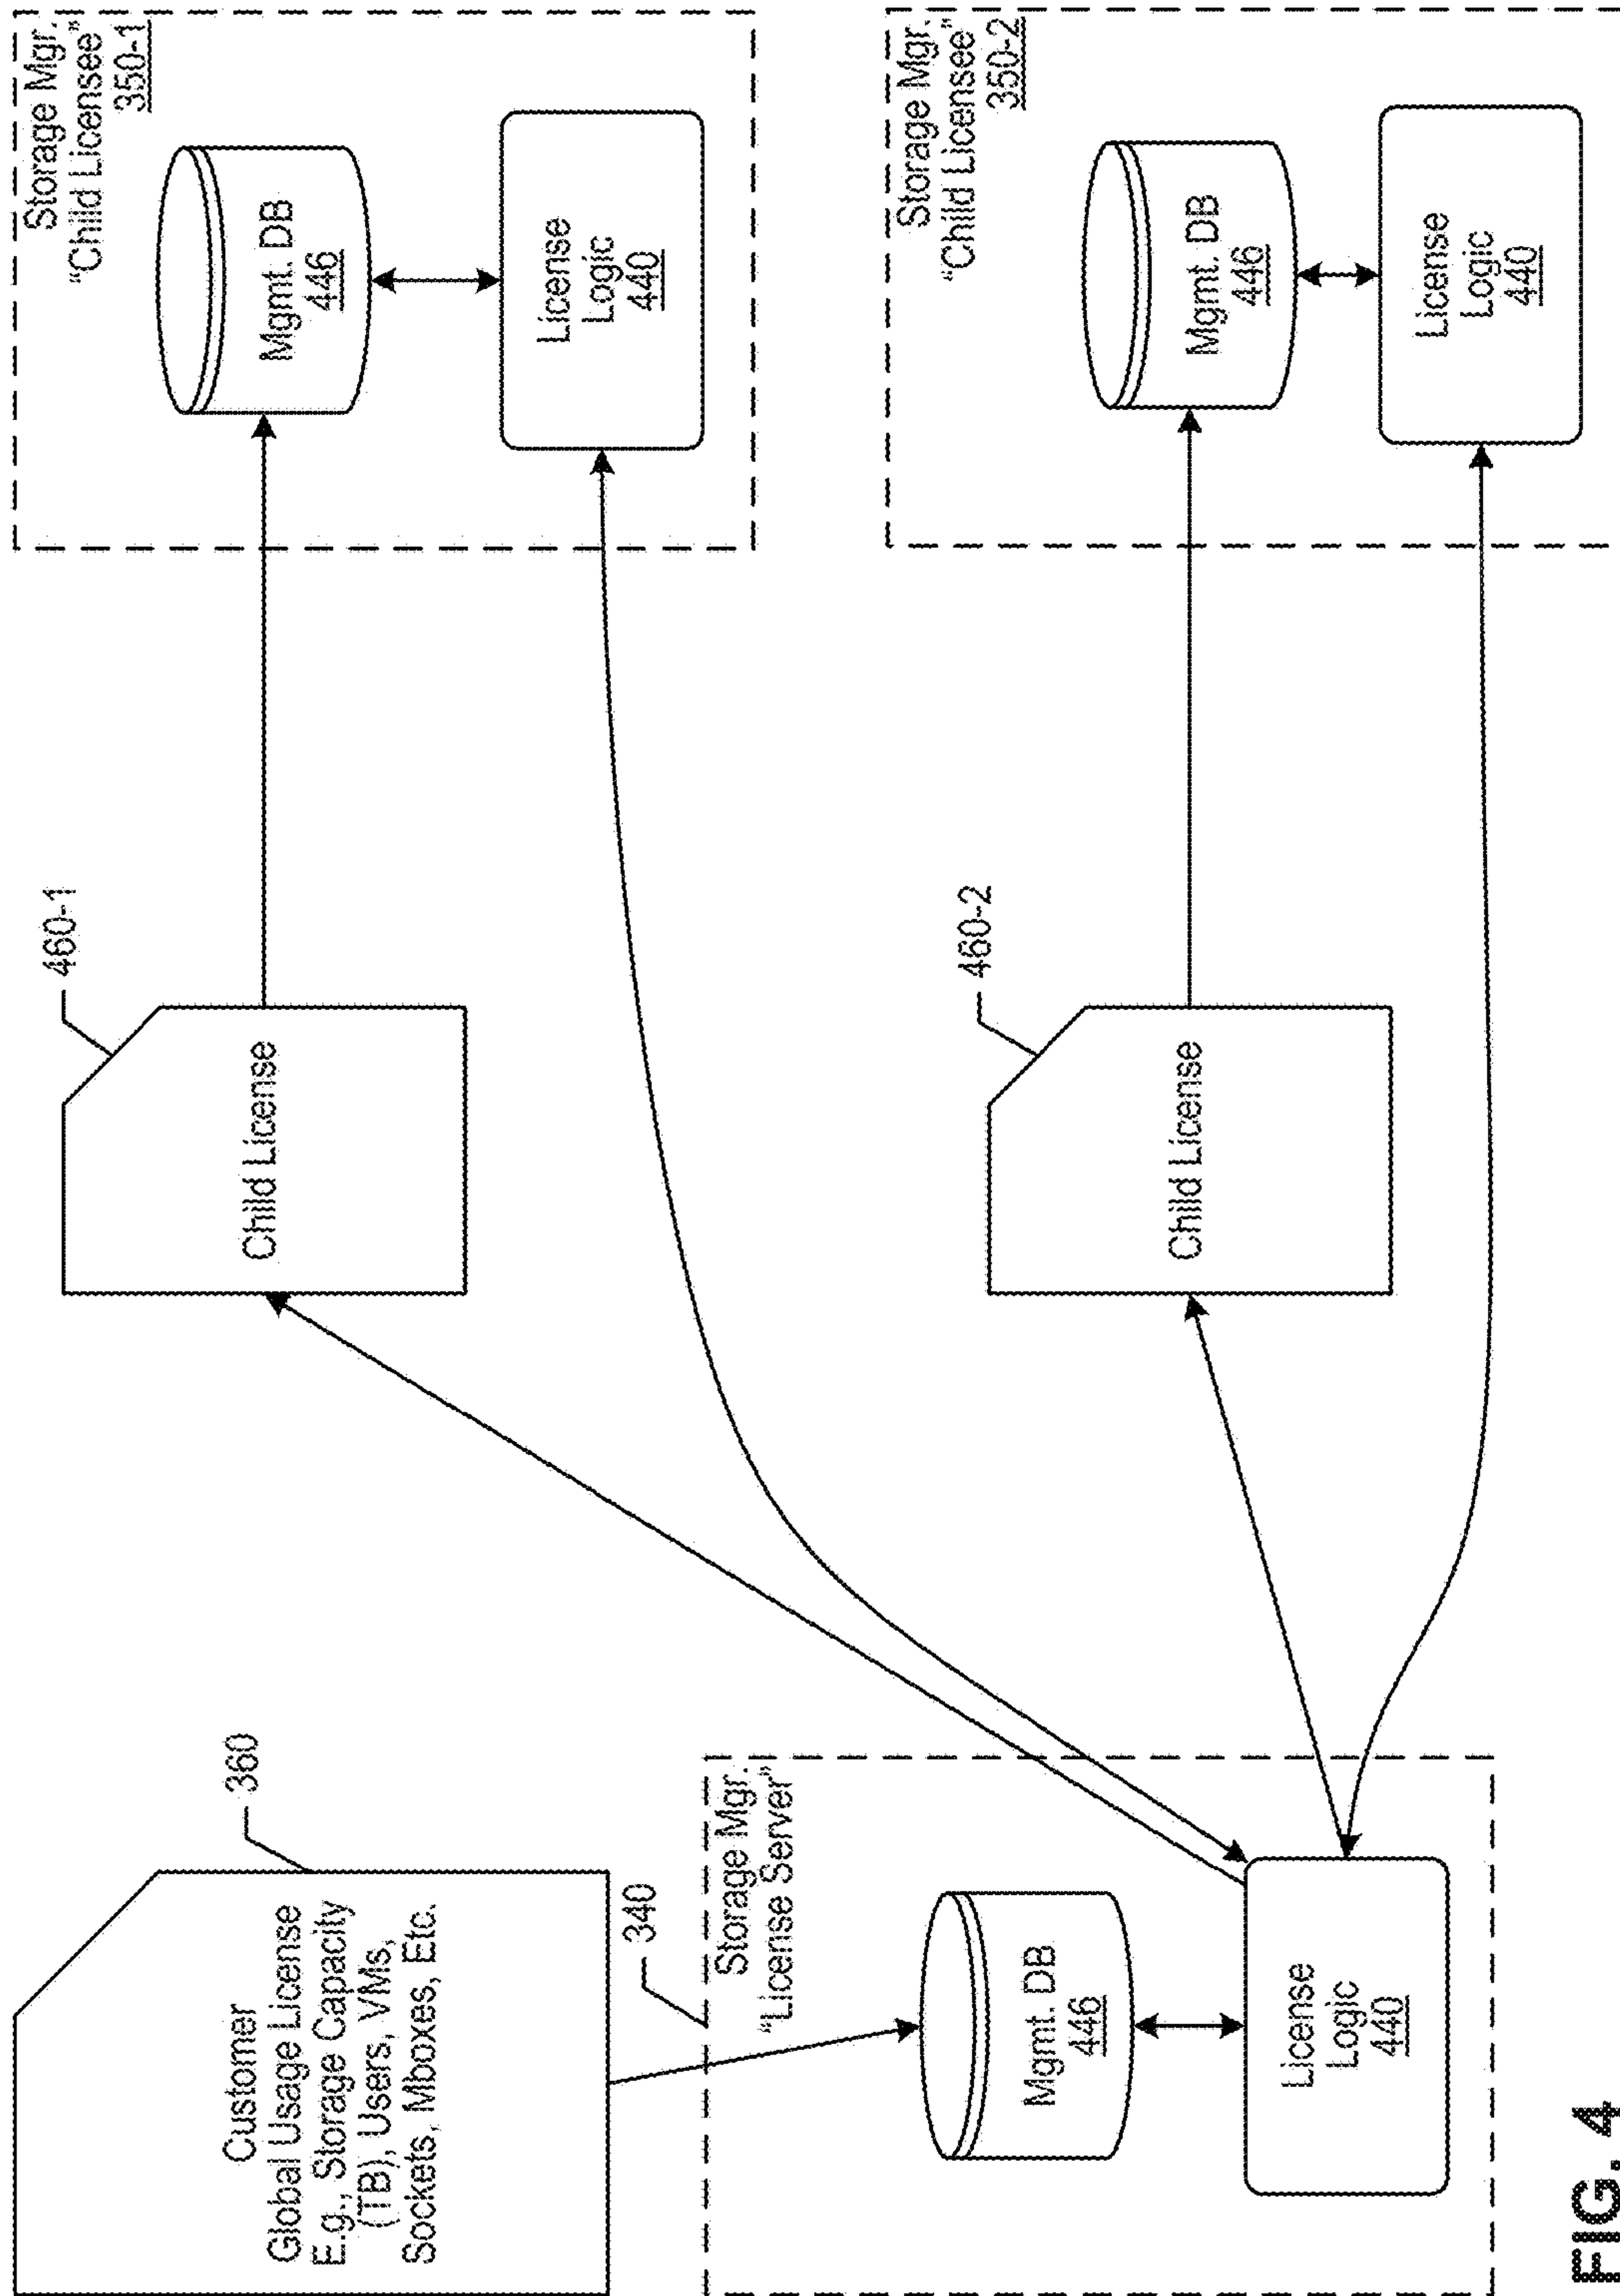 Customer
Global Usage License
E.g., Storage Capacity
(TB), Users, VMs,
Sockets, Mboxes, Etc.
360
340
Storage Mgr.
“License Server”
Mgmt. DB
446
License
Logic
440
460-1
Child License
460-2
Child License
Storage Mgr.
“Child Licensee”
350-1
Mgmt. DB
446
License
Logic
440
Storage Mgr.
“Child Licensee”
350-2
Mgmt. DB
446
License
Logic
440
FIG. 4